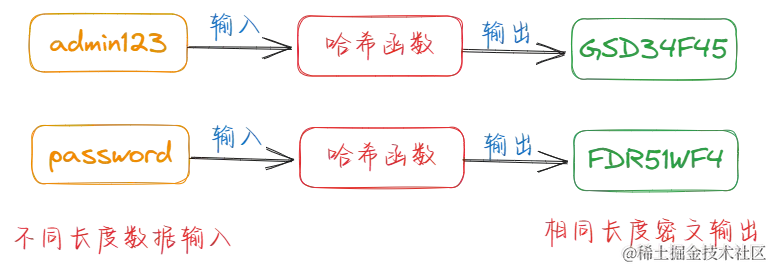 admin123 输入 哈希函数 输出 GSD34F45
password 输入 哈希函数 输出 FDR51WF4
不同长度数据输入 相同长度密文输出
@稀土掘金技术社区